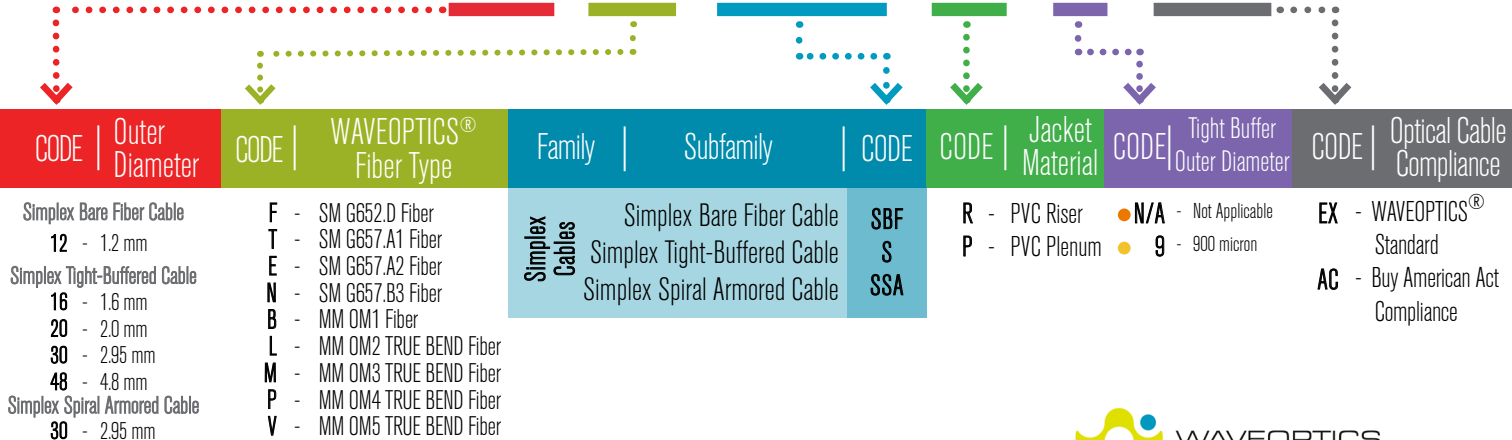 CODE | Outer Diameter
Simplex Bare Fiber Cable
12 - 1.2 mm
Simplex Tight-Buffered Cable
16 - 1.6 mm
20 - 2.0 mm
30 - 2.95 mm
48 - 4.8 mm
Simplex Spiral Armored Cable
30 - 2.95 mm
CODE | WAVEOPTICS® Fiber Type
F - SM G652.D Fiber
T - SM G657.A1 Fiber
E - SM G657.A2 Fiber
N - SM G657.B3 Fiber
B - MM OM1 Fiber
L - MM OM2 TRUE BEND Fiber
M - MM OM3 TRUE BEND Fiber
P - MM OM4 TRUE BEND Fiber
V - MM OM5 TRUE BEND Fiber
Family | Subfamily | CODE
Simplex Cables
Simplex Bare Fiber Cable SBF
Simplex Tight-Buffered Cable S
Simplex Spiral Armored Cable SSA
CODE | Jacket Material
R - PVC Riser
P - PVC Plenum
CODE | Tight Buffer Outer Diameter
N/A - Not Applicable
9 - 900 micron
CODE | Optical Cable Compliance
EX - WAVEOPTICS®
Standard
AC - Buy American Act
Compliance
WAVEOPTICS